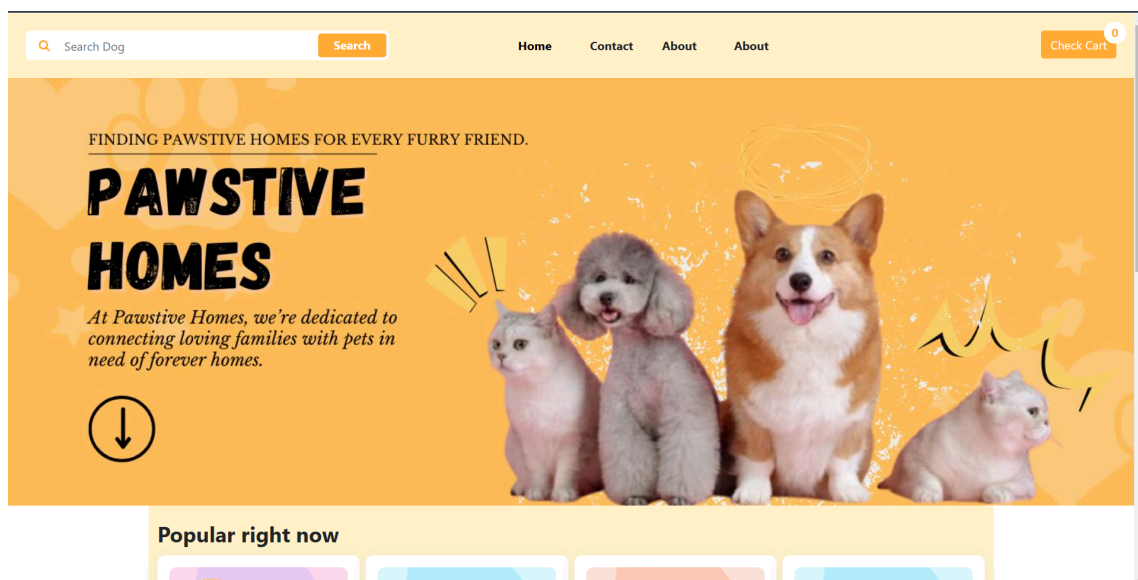 Search Dog
Search
Home
Contact
About
About
Check Cart
0
FINDING PAWSTIVE HOMES FOR EVERY FURRY FRIEND.
PAWSTIVE
HOMES
At Pawstive Homes, we're dedicated to
connecting loving families with pets in
need of forever homes.
Popular right now